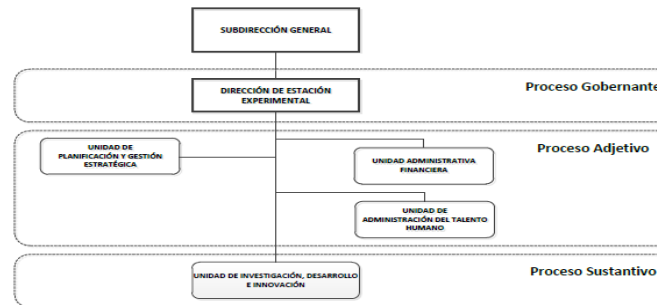 SUBDIRECCIÓN GENERAL
DIRECCIÓN DE ESTACIÓN
EXPERIMENTAL
Proceso Gobernante
UNIDAD DE
PLANIFICACIÓN Y GESTIÓN
ESTRATÉGICA
Proceso Adjetivo
UNIDAD ADMINISTRATIVA
FINANCIERA
UNIDAD DE
ADMINISTRACIÓN DEL TALENTO
HUMANO
UNIDAD DE INVESTIGACIÓN, DESARROLLO
E INNOVACIÓN
Proceso Sustantivo